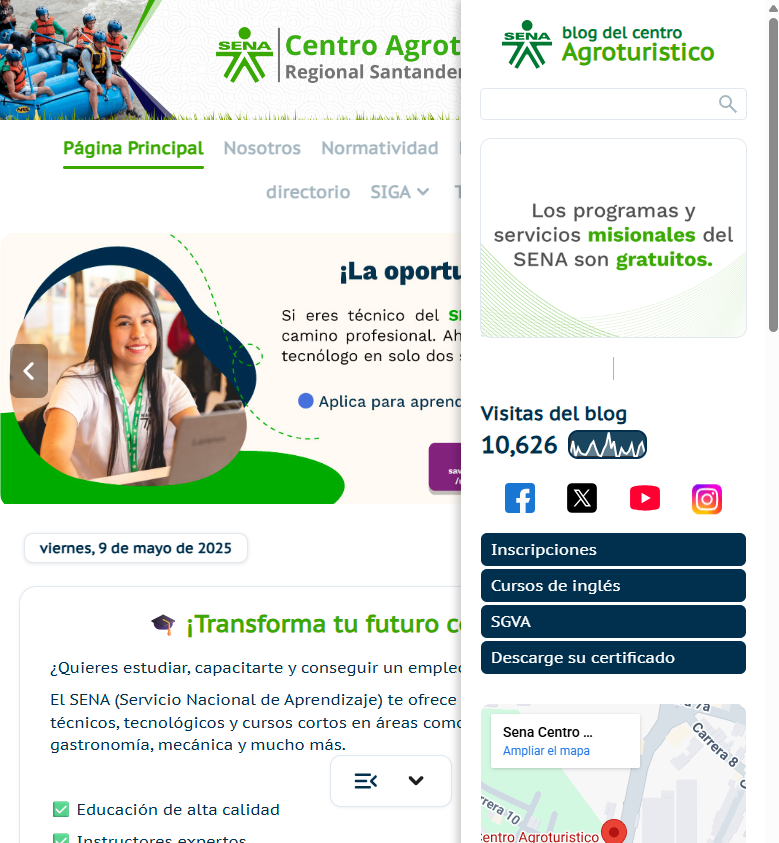 SENA
Centro Agrot
Regional Santander
Página Principal
Nosotros
Normatividad
directorio
SIGA
¡La oportu
Si eres técnico del
camino profesional. Ah
tecnólogo en solo dos
Aplica para aprend
viernes, 9 de mayo de 2025
🎓 ¡Transforma tu futuro co
¿Quieres estudiar, capacitarte y conseguir un empleo
El SENA (Servicio Nacional de Aprendizaje) te ofrece
técnicos, tecnológicos y cursos cortos en áreas como
gastronomía, mecánica y mucho más.
✅ Educación de alta calidad
✅ Instructores expertos
SENA
blog del centro
Agroturistico
Los programas y
servicios misionales del
SENA son gratuitos.
Visitas del blog
10,626
Inscripciones
Cursos de inglés
SGVA
Descarge su certificado
Sena Centro ...
Ampliar el mapa
Carrera 8
rrera 10
Centro Agroturistico